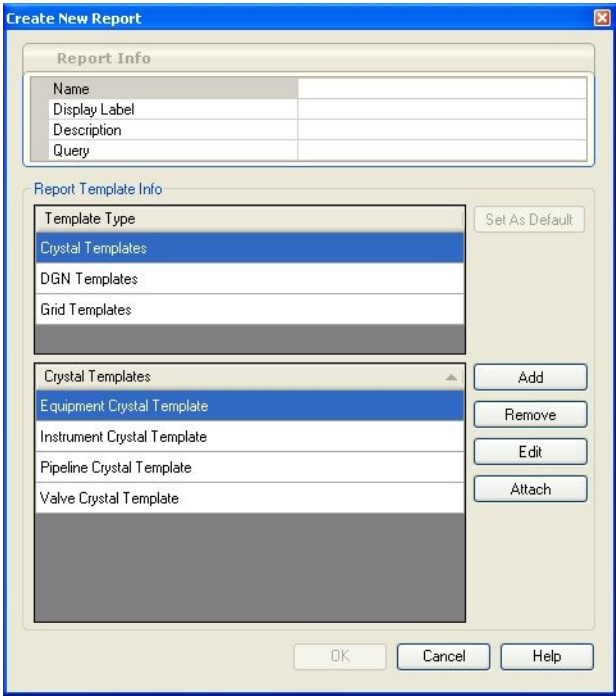 Create New Report
Report Info
Name
Display Label
Description
Query
Report Template Info
Template Type
Set As Default
Crystal Templates
DGN Templates
Grid Templates
Crystal Templates
Add
Equipment Crystal Template
Remove
Instrument Crystal Template
Edit
Pipeline Crystal Template
Attach
Valve Crystal Template
OK Cancel Help